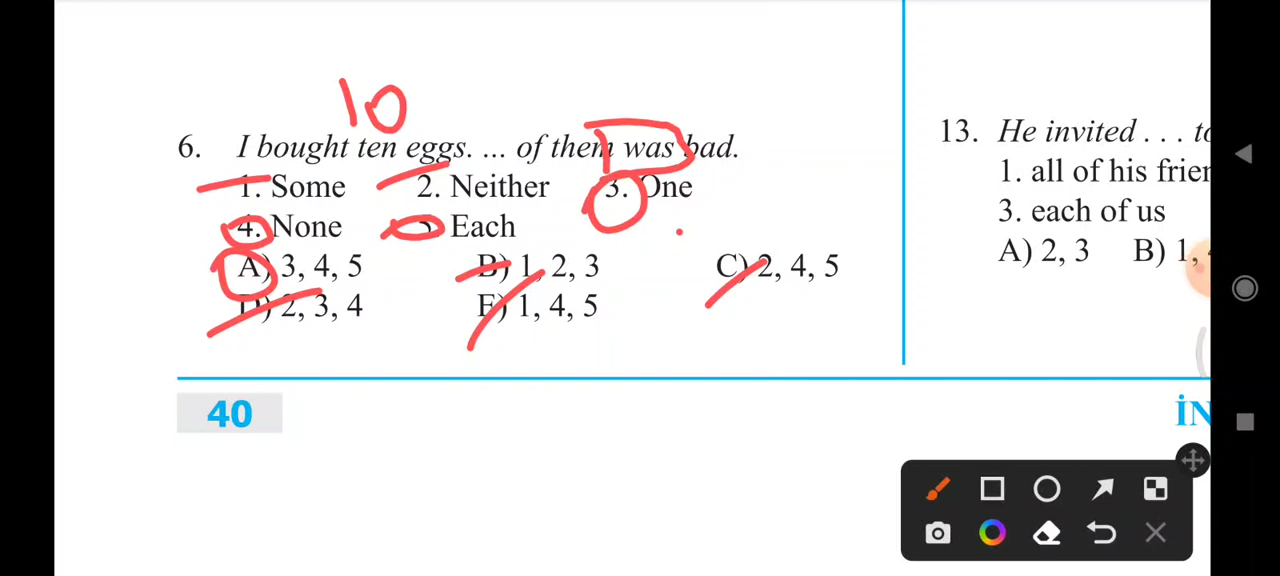 10
6. I bought ten eggs. ... of them was bad.
1. Some 2. Neither 3. One
4. None 5. Each
A) 3, 4, 5 B) 1, 2, 3 C) 2, 4, 5
D) 2, 3, 4 E) 1, 4, 5
40
13. He invited . . . to
1. all of his frien
3. each of us
A) 2, 3 B) 1,
İN